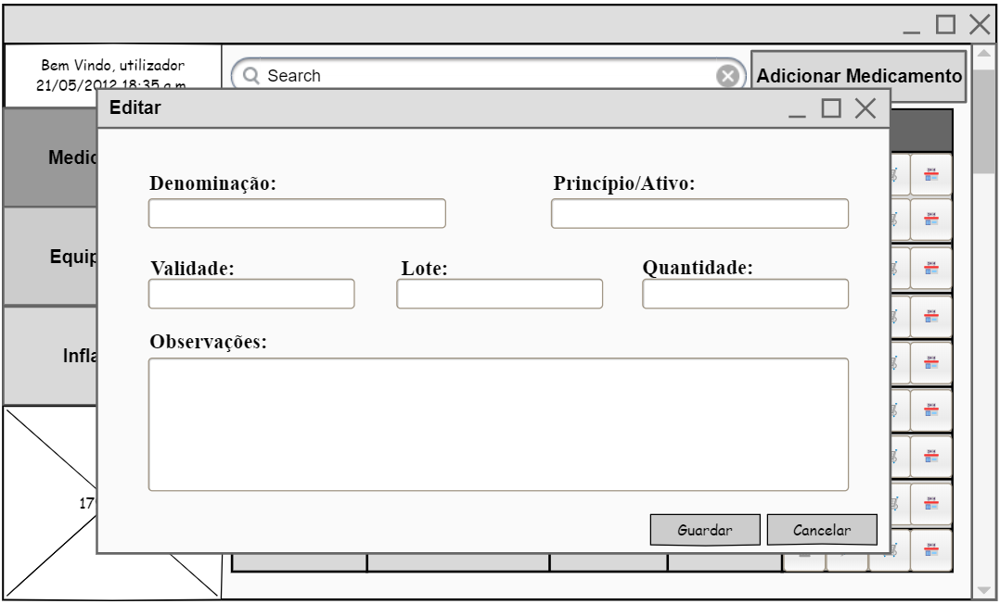 Bem Vindo, utilizador
21/05/2012 18:35 a.m
Search
Adicionar Medicamento
Editar
Medic
Equip
Infla
17
Denominação:
Princípio/Ativo:
Validade:
Lote:
Quantidade:
Observações:
Guardar
Cancelar